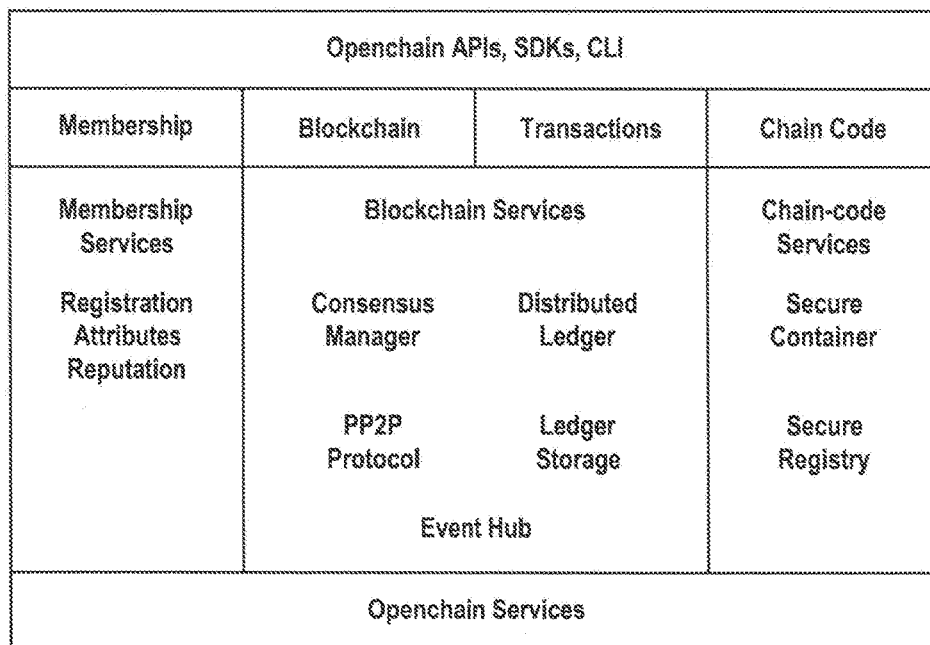 Openchain APIs, SDKs, CLI
Membership
Blockchain
Transactions
Chain Code
Membership
Services
Registration
Attributes
Reputation
Blockchain Services
Consensus
Manager
Distributed
Ledger
PP2P
Protocol
Ledger
Storage
Event Hub
Chain-code
Services
Secure
Container
Secure
Registry
Openchain Services